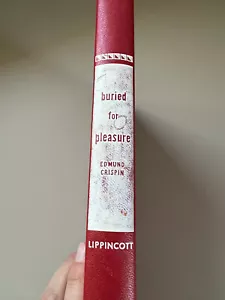 buried
for
pleasure
EDMUND
CRISPIN
LIPPINCOTT